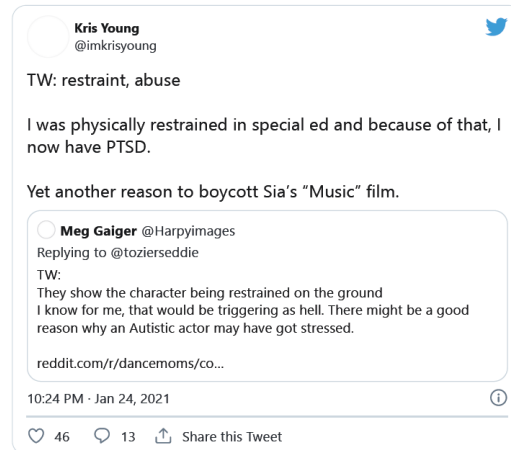 Kris Young
@imkrisyoung
TW: restraint, abuse
I was physically restrained in special ed and because of that, I
now have PTSD.
Yet another reason to boycott Sia's "Music" film.
Meg Gaiger @Harpyimages
Replying to @tozierseddie
TW:
They show the character being restrained on the ground
I know for me, that would be triggering as hell. There might be a good
reason why an Autistic actor may have got stressed.
reddit.com/r/dancemoms/co...
10:24 PM · Jan 24, 2021
46 13 Share this Tweet